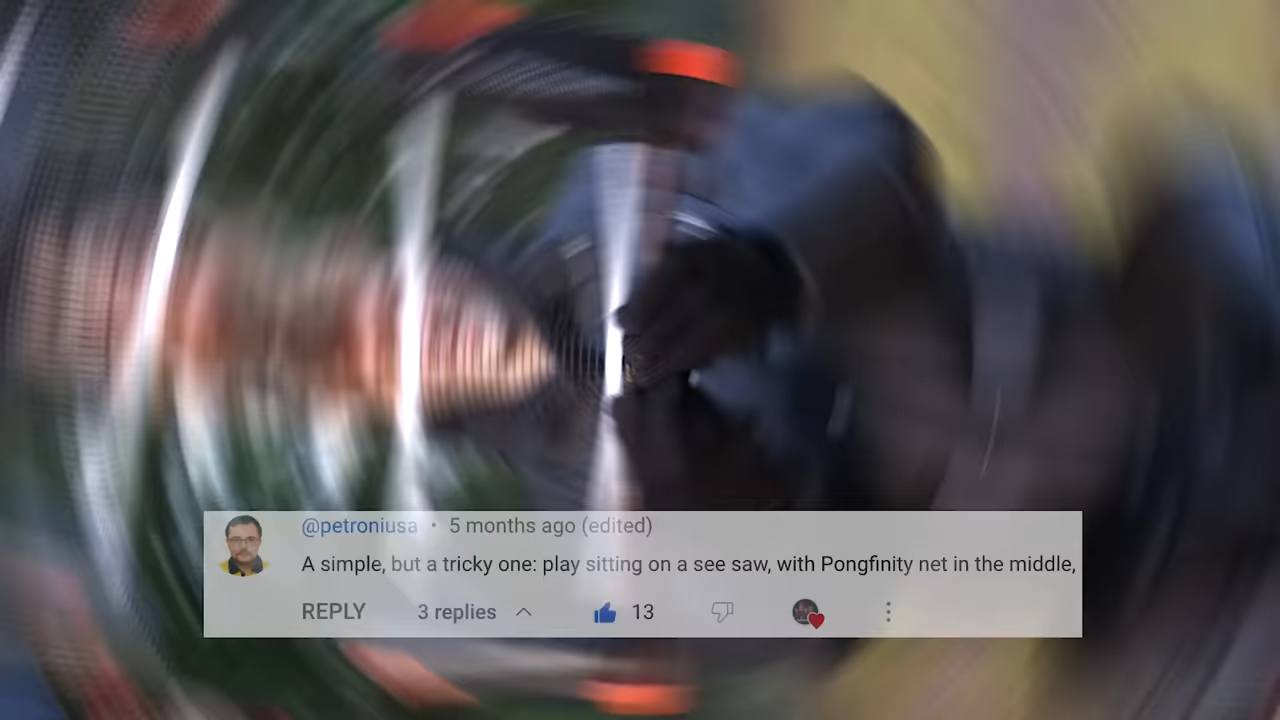 @petroniusa • 5 months ago (edited)
A simple, but a tricky one: play sitting on a see saw, with Pongfinity net in the middle,
REPLY 3 replies 13